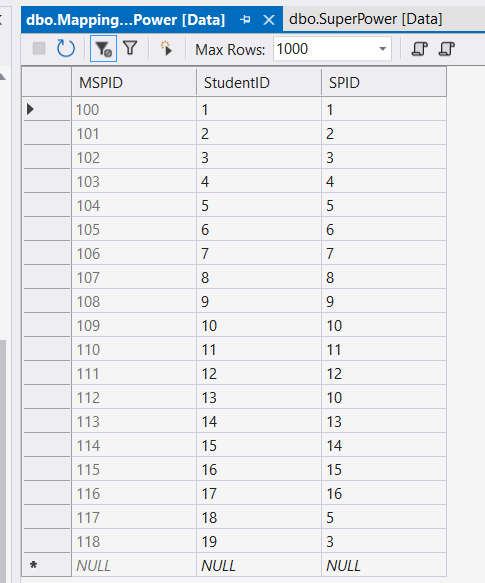 dbo.Mapping...Power [Data] dbo.SuperPower [Data]
Max Rows: 1000
MSPID StudentID SPID
100 1 1
101 2 2
102 3 3
103 4 4
104 5 5
105 6 6
106 7 7
107 8 8
108 9 9
109 10 10
110 11 11
111 12 12
112 13 10
113 14 13
114 15 14
115 16 15
116 17 16
117 18 5
118 19 3
* NULL NULL NULL